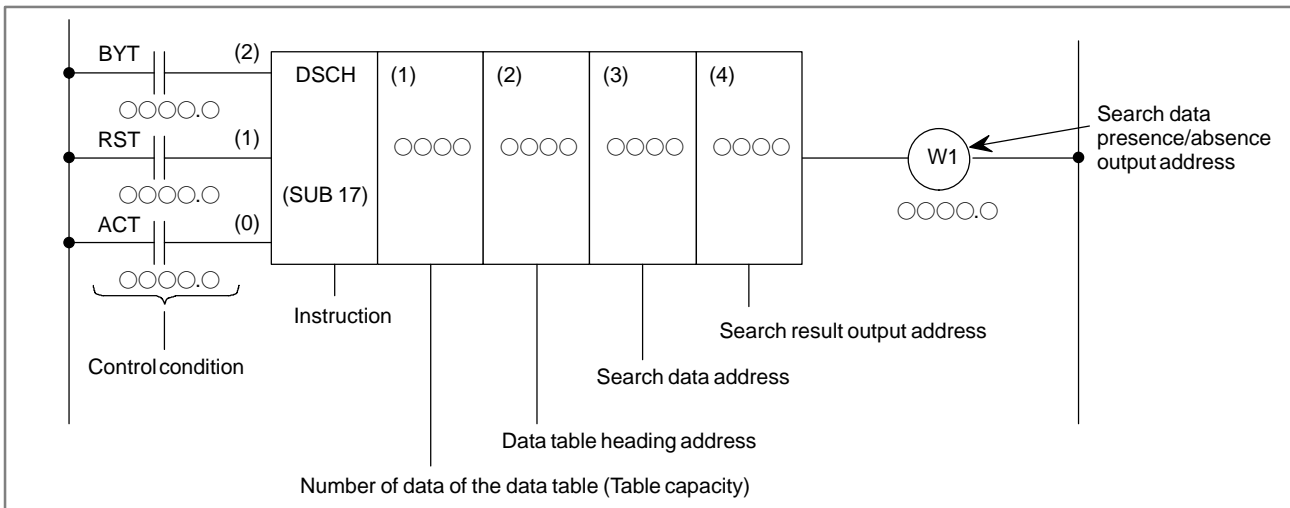 BYT (2) DSCH (1) (2) (3) (4)
○○○○.○
Search data
presence/absence
output address
RST (1) ○○○○ ○○○○ ○○○○ ○○○○ W1
○○○○.○ (SUB 17) ○○○○.○
ACT (0)
○○○○.○
Instruction
Search result output address
Control condition
Search data address
Data table heading address
Number of data of the data table (Table capacity)